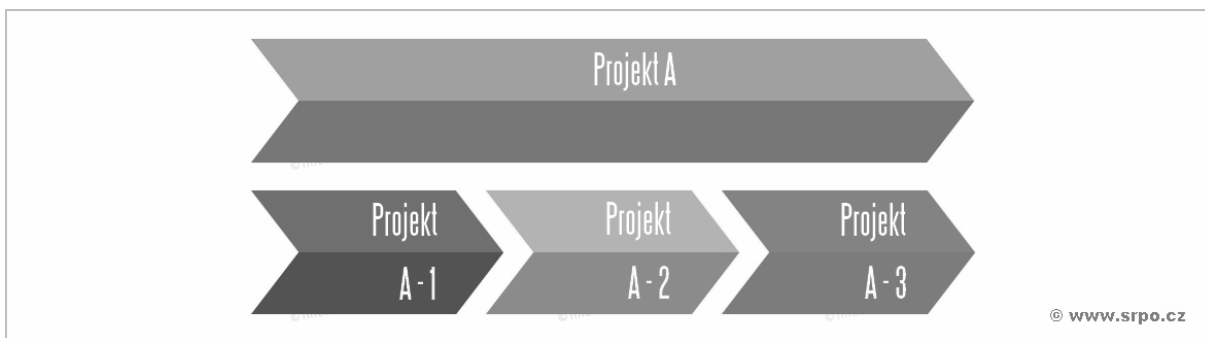 Projekt A
Projekt
A - 1
Projekt
A - 2
Projekt
A - 3
© www.srpo.cz